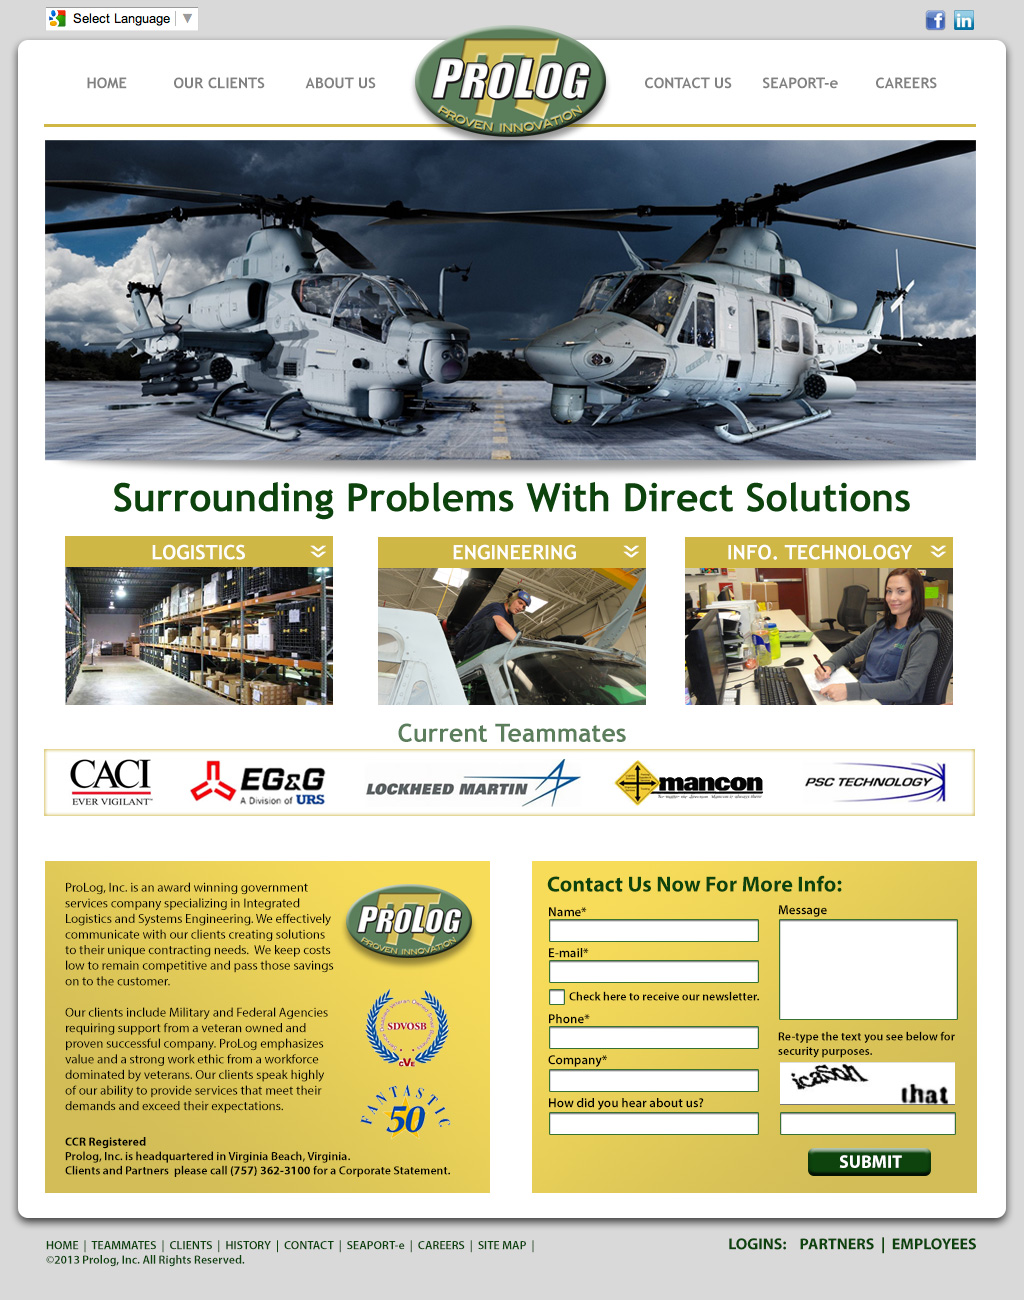 Select Language
HOME
OUR CLIENTS
ABOUT US
PROLOG
PROVEN INNOVATION
CONTACT US
SEAPORT-e
CAREERS
Surrounding Problems With Direct Solutions
LOGISTICS
ENGINEERING
INFO. TECHNOLOGY
Current Teammates
CACI
EVER VIGILANT
EG&G
A Division of URS
LOCKHEED MARTIN
mancon
PSC TECHNOLOGY
ProLog, Inc. is an award winning government
services company specializing in Integrated
Logistics and Systems Engineering. We effectively
communicate with our clients creating solutions
to their unique contracting needs.  We keep costs
low to remain competitive and pass those savings
on to the customer.
Our clients include Military and Federal Agencies
requiring support from a veteran owned and
proven successful company. ProLog emphasizes
value and a strong work ethic from a workforce
dominated by veterans. Our clients speak highly
of our ability to provide services that meet their
demands and exceed their expectations.
CCR Registered
Prolog, Inc. is headquartered in Virginia Beach, Virginia.
Clients and Partners  please call (757) 362-3100 for a Corporate Statement.
PROLOG
PROVEN INNOVATION
SDVOSB
CVE
FANTASTIC
50
Contact Us Now For More Info:
Name*
E-mail*
Check here to receive our newsletter.
Phone*
Company*
How did you hear about us?
Message
Re-type the text you see below for
security purposes.
icason
that
SUBMIT
HOME | TEAMMATES | CLIENTS | HISTORY | CONTACT | SEAPORT-e | CAREERS | SITE MAP |
©2013 Prolog, Inc. All Rights Reserved.
LOGINS: PARTNERS | EMPLOYEES